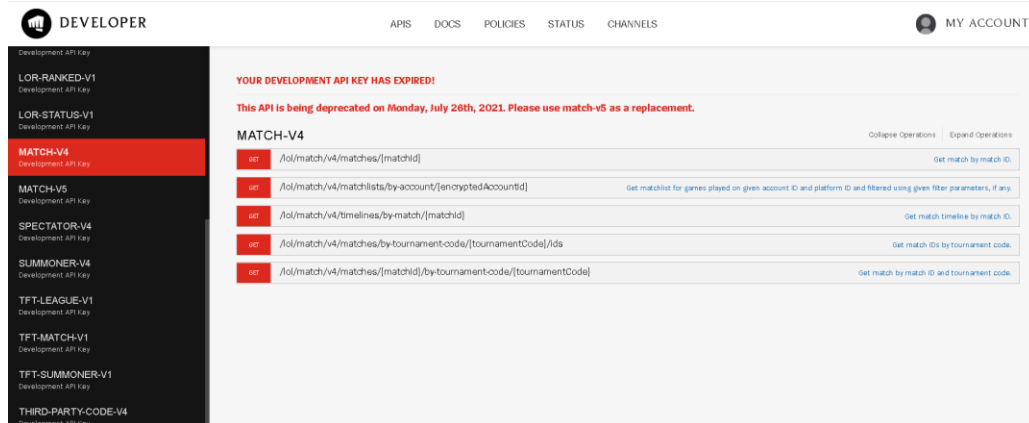 DEVELOPER
APIS DOCS POLICIES STATUS CHANNELS
MY ACCOUNT
Development API Key
LOR-RANKED-V1
Development API Key
LOR-STATUS-V1
Development API Key
MATCH-V4
Development API Key
MATCH-V5
Development API Key
SPECTATOR-V4
Development API Key
SUMMONER-V4
Development API Key
TFT-LEAGUE-V1
Development API Key
TFT-MATCH-V1
Development API Key
TFT-SUMMONER-V1
Development API Key
THIRD-PARTY-CODE-V4
Development API Key
YOUR DEVELOPMENT API KEY HAS EXPIRED!
This API is being deprecated on Monday, July 26th, 2021. Please use match-v5 as a replacement.
MATCH-V4
Collapse Operations Expand Operations
GET /lol/match/v4/matches/{matchId} Get match by match ID.
GET /lol/match/v4/matchlists/by-account/{encryptedAccountId} Get matchlist for games played on given account ID and platform ID and filtered using given filter parameters, if any.
GET /lol/match/v4/timelines/by-match/{matchId} Get match timeline by match ID.
GET /lol/match/v4/matches/by-tournament-code/{tournamentCode}/ids Get match IDs by tournament code.
GET /lol/match/v4/matches/{matchId}/by-tournament-code/{tournamentCode} Get match by match ID and tournament code.